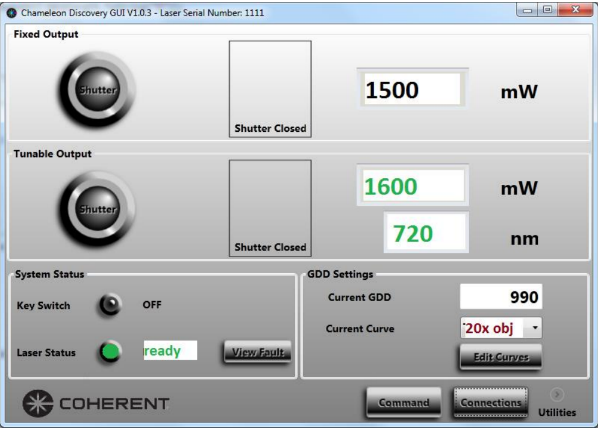 Chameleon Discovery GUI V1.0.3 - Laser Serial Number: 1111
Fixed Output
Shutter
Shutter Closed
1500 mW
Tunable Output
Shutter
Shutter Closed
1600 mW
720 nm
System Status
Key Switch OFF
Laser Status ready View Fault
GDD Settings
Current GDD 990
Current Curve 20x obj
Edit Curves
COHERENT
Command Connections Utilities